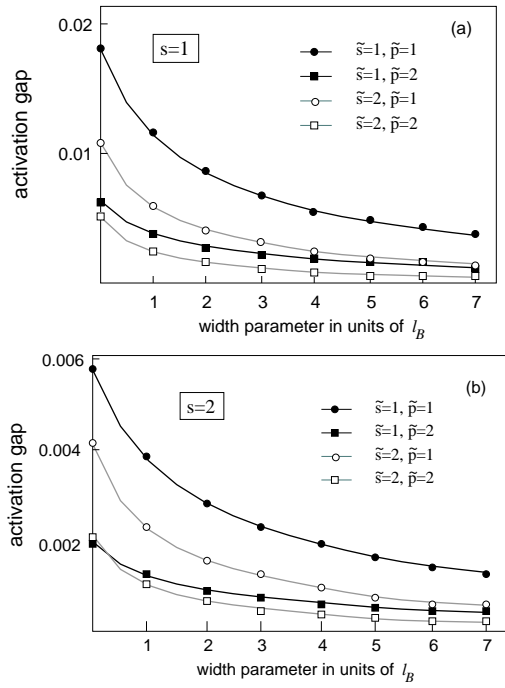 0.02
(a)
s=1
s̃=1, p̃=1
s̃=1, p̃=2
s̃=2, p̃=1
s̃=2, p̃=2
activation gap
0.01
1 2 3 4 5 6 7
width parameter in units of l_B
0.006
(b)
s=2
s̃=1, p̃=1
s̃=1, p̃=2
s̃=2, p̃=1
s̃=2, p̃=2
activation gap
0.004
0.002
1 2 3 4 5 6 7
width parameter in units of l_B